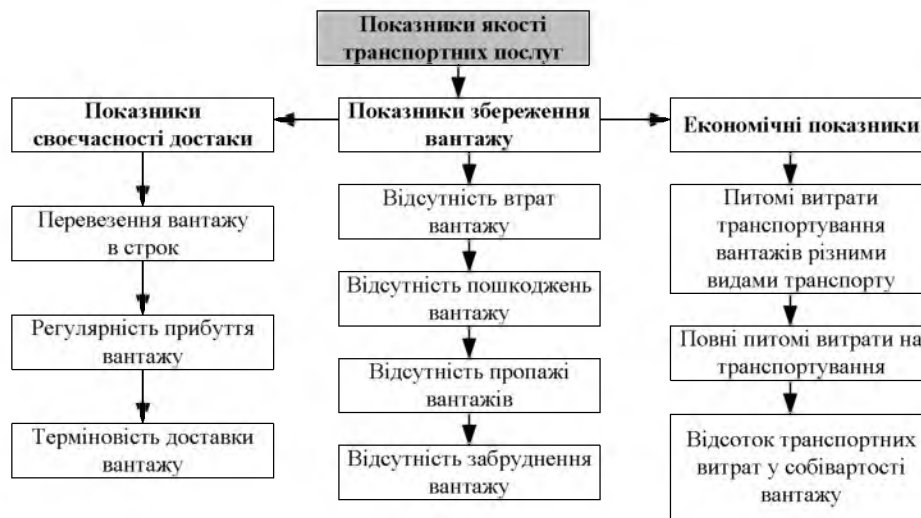 Показники якості
транспортних послуг
Показники
своєчасності достаки
Перевезення вантажу
в строк
Регулярність прибуття
вантажу
Терміновість доставки
вантажу
Показники збереження
вантажу
Відсутність втрат
вантажу
Відсутність пошкоджень
вантажу
Відсутність пропажі
вантажів
Відсутність забруднення
вантажу
Економічні показники
Питомі витрати
транспортування
вантажів різними
видами транспорту
Повні питомі витрати на
транспортування
Відсоток транспортних
витрат у собівартості
вантажу